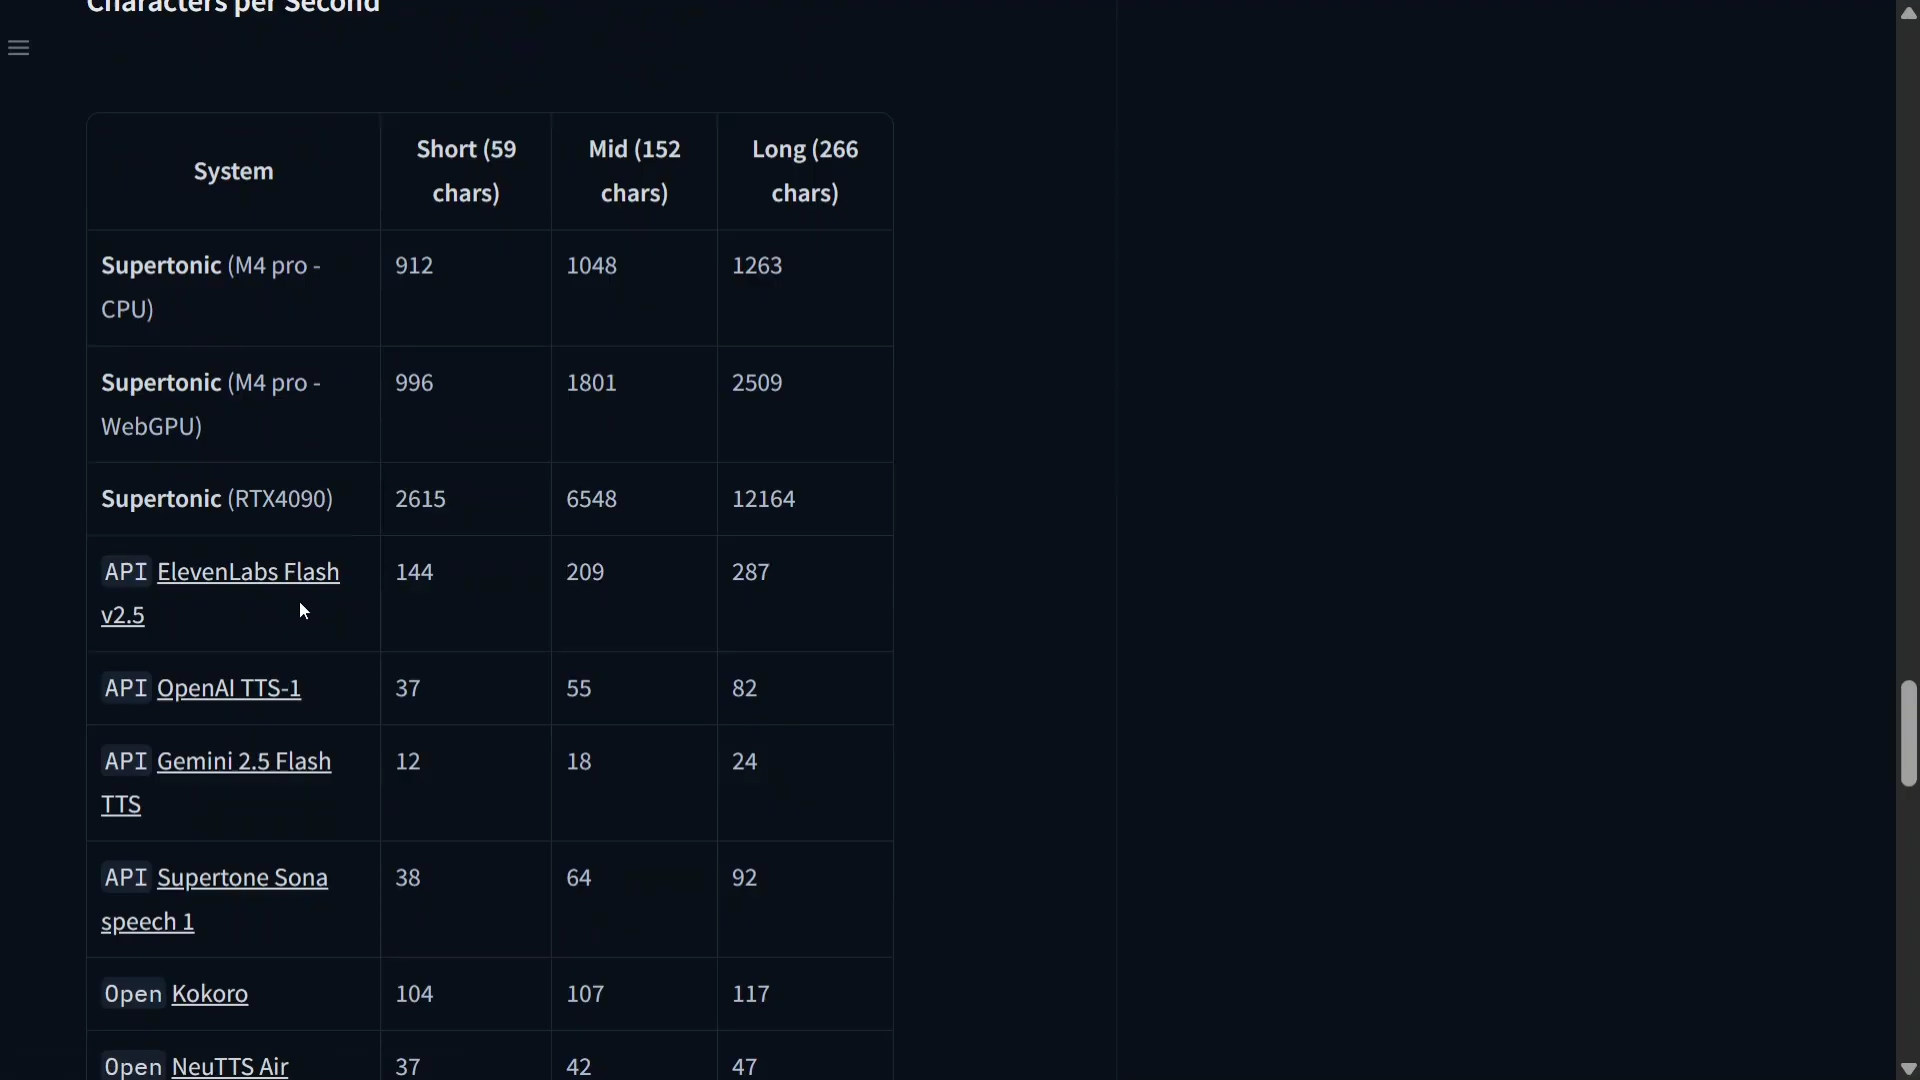 Characters per Second
System
Short (59
chars)
Mid (152
chars)
Long (266
chars)
Supertonic (M4 pro -
CPU)
912
1048
1263
Supertonic (M4 pro -
WebGPU)
996
1801
2509
Supertonic (RTX4090)
2615
6548
12164
API ElevenLabs Flash
v2.5
144
209
287
API OpenAI TTS-1
37
55
82
API Gemini 2.5 Flash
TTS
12
18
24
API Supertone Sona
speech 1
38
64
92
Open Kokoro
104
107
117
Open NeuTTS Air
37
42
47